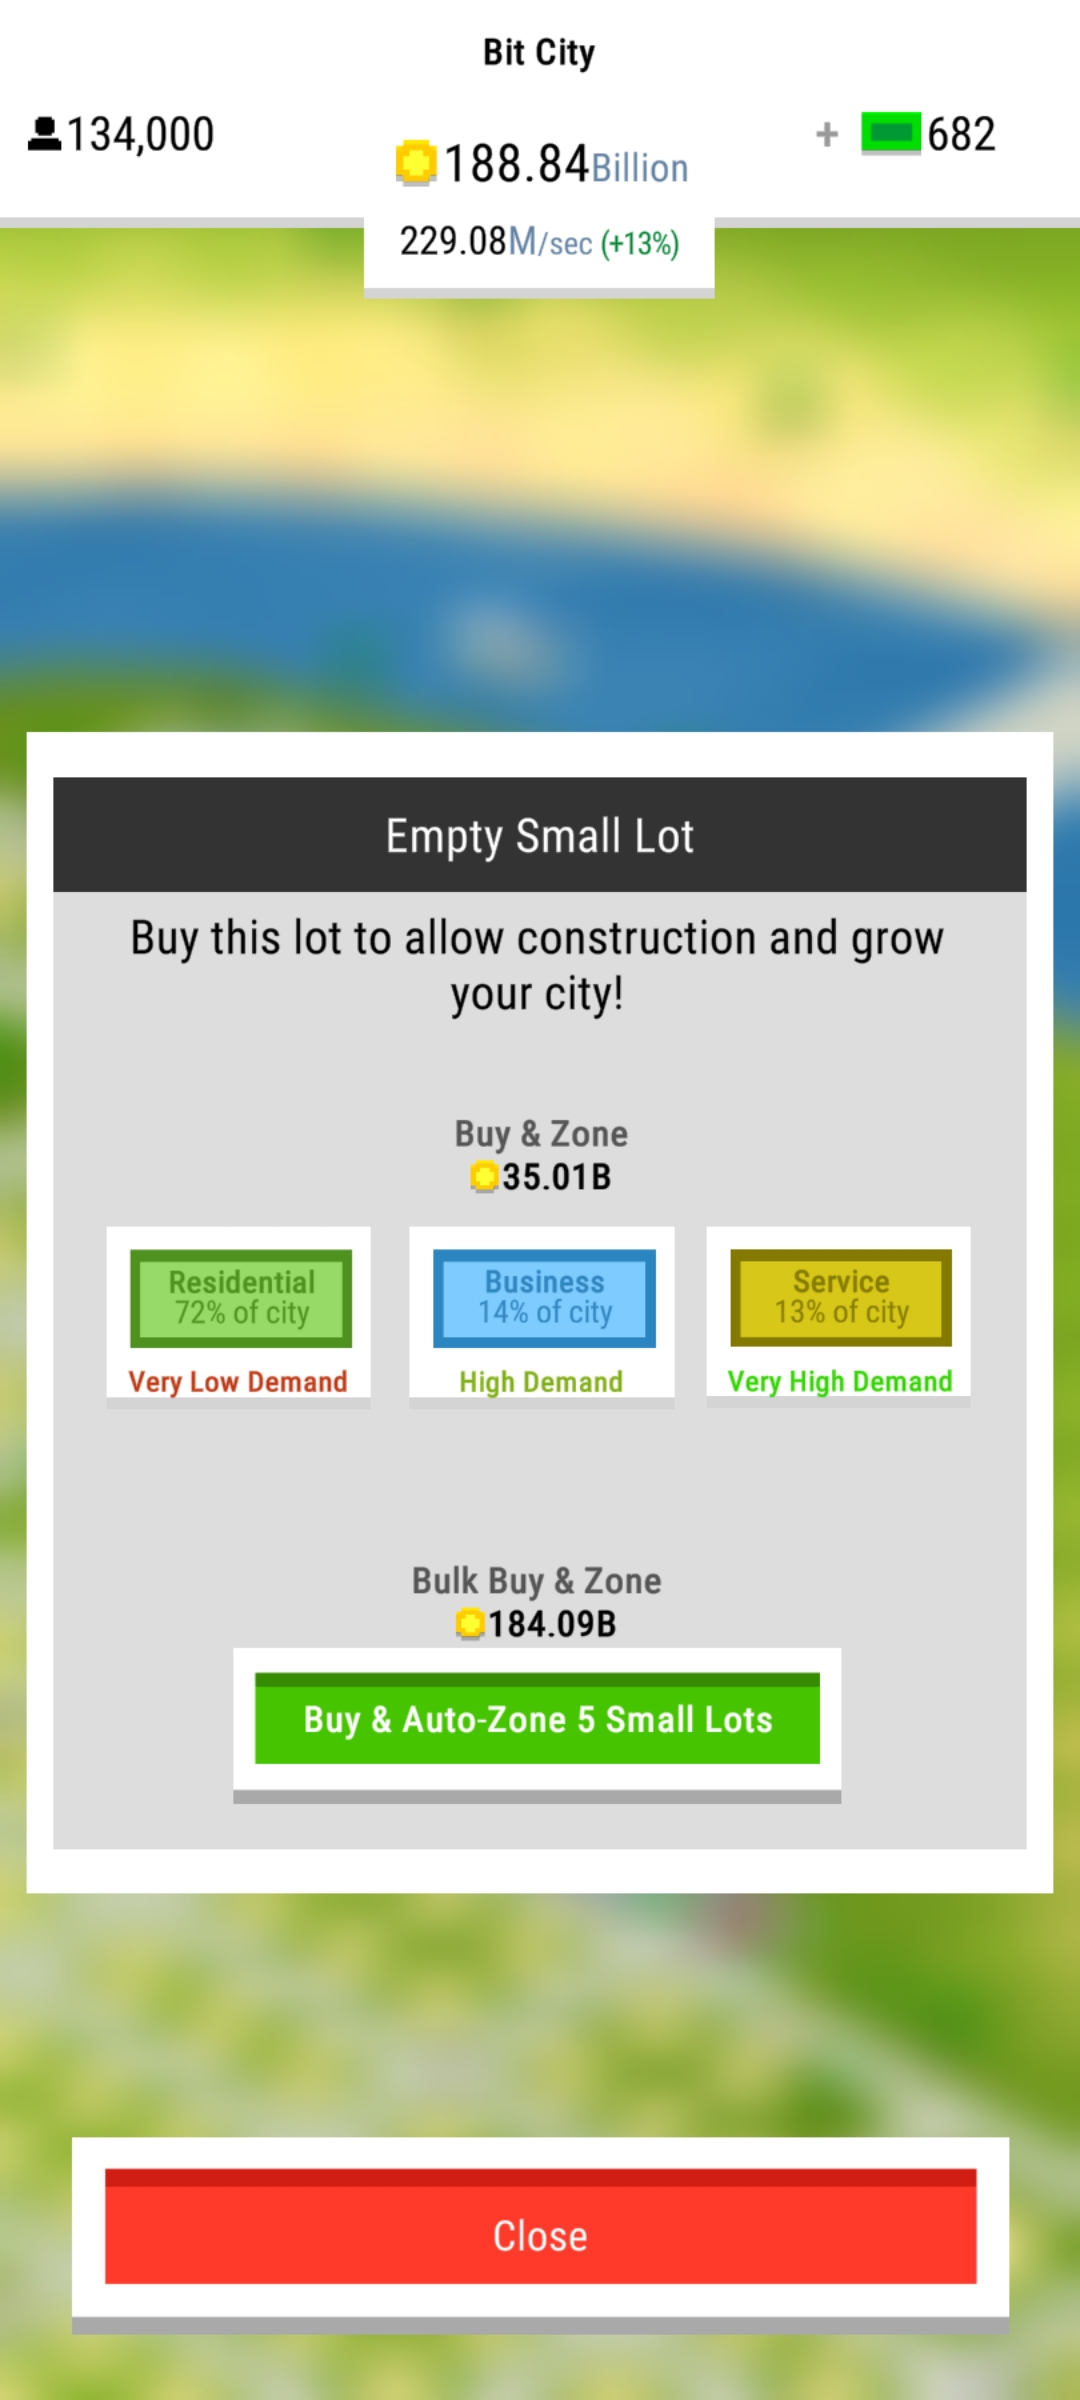 Bit City
134,000
188.84Billion
+ 682
229.08M/sec (+13%)
Empty Small Lot
Buy this lot to allow construction and grow
your city!
Buy & Zone
35.01B
Residential
72% of city
Very Low Demand
Business
14% of city
High Demand
Service
13% of city
Very High Demand
Bulk Buy & Zone
184.09B
Buy & Auto-Zone 5 Small Lots
Close